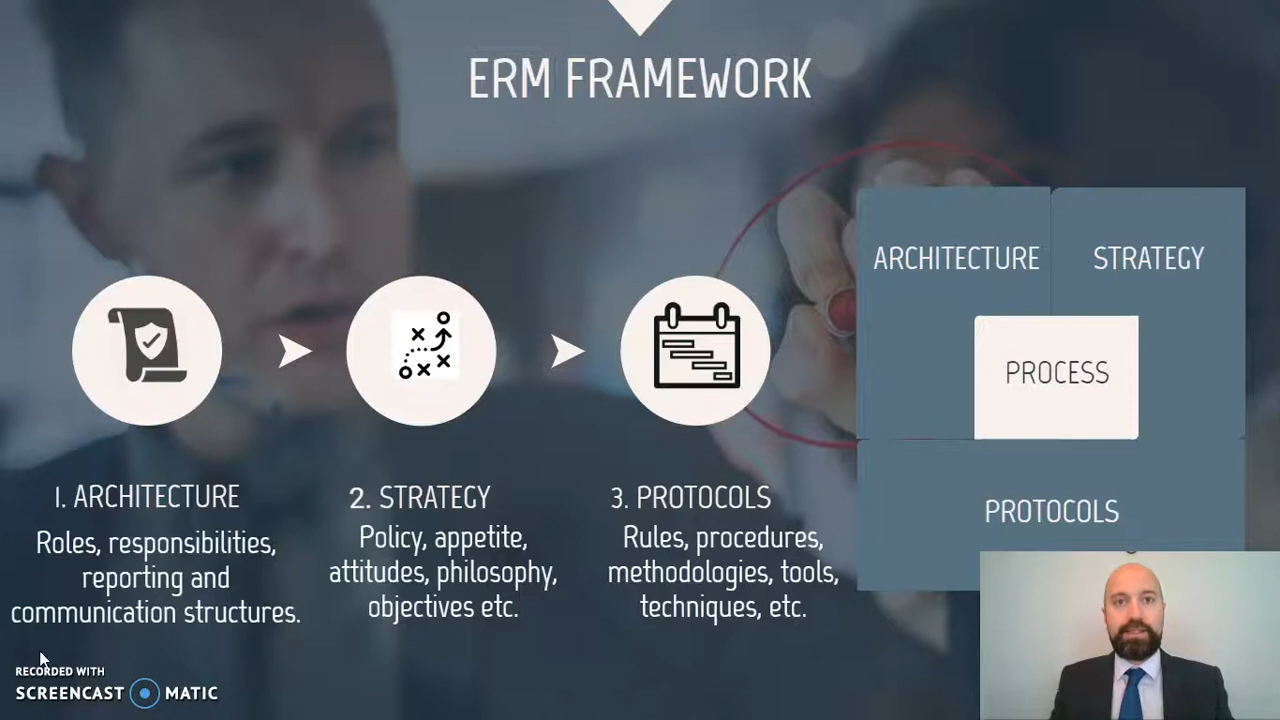 ERM FRAMEWORK
ARCHITECTURE
STRATEGY
PROCESS
PROTOCOLS
1. ARCHITECTURE
Roles, responsibilities,
reporting and
communication structures.
2. STRATEGY
Policy, appetite,
attitudes, philosophy,
objectives etc.
3. PROTOCOLS
Rules, procedures,
methodologies, tools,
techniques, etc.
RECORDED WITH
SCREENCAST MATIC